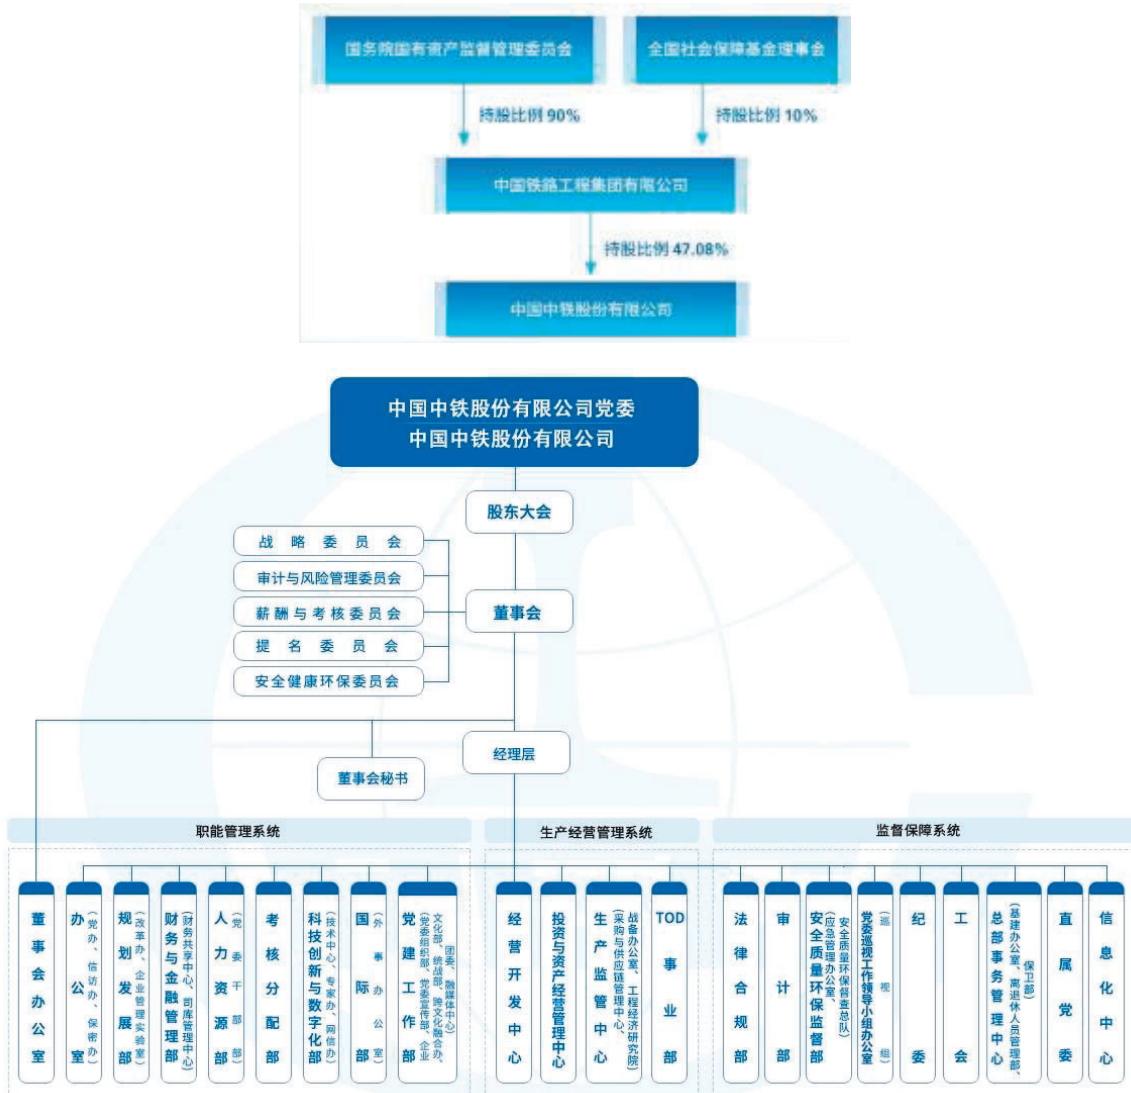 国务院国有资产监督管理委员会
全国社会保障基金理事会
持股比例 90%
持股比例 10%
中国铁路工程集团有限公司
持股比例 47.08%
中国中铁股份有限公司
中国中铁股份有限公司党委
中国中铁股份有限公司
股东大会
战略委员会
审计与风险管理委员会
薪酬与考核委员会
提名委员会
安全健康环保委员会
董事会
经理层
董事会秘书
职能管理系统
生产经营管理系统
监督保障系统
董事会办公室
办公室
(党办、信访办、保密办)
规划发展部
(改革办、企业管理实验室)
财务与金融管理部
(财务共享中心、司库管理中心)
人力资源部
(党委干部部)
考核分配部
科技创新与数字化部
(技术中心、专家办、网信办)
国际部
(外事办公室)
党建工作部
(党委组织部、党委宣传部、企业
文化部、统战部、跨文化融合办、
团委、融媒体中心)
经营开发中心
投资与资产经营管理中心
生产监管中心
(采购与供应链管理中心、
战备办公室、工程经济研究院)
TOD事业部
法律合规部
审计部
安全质量环保监督部
(应急管理办公室、
安全质量环保督查总队)
党委巡视工作领导小组办公室
(巡视组)
纪委
工会
总部事务管理中心
(基建办公室、离退休人员管理部、
保卫部)
直属党委
信息化中心